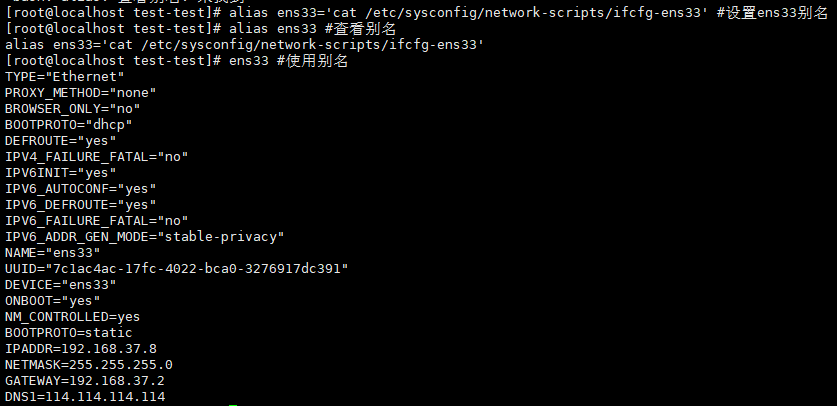 [root@localhost test-test]# alias ens33='cat /etc/sysconfig/network-scripts/ifcfg-ens33' #设置ens33别名
[root@localhost test-test]# alias ens33 #查看别名
alias ens33='cat /etc/sysconfig/network-scripts/ifcfg-ens33'
[root@localhost test-test]# ens33 #使用别名
TYPE="Ethernet"
PROXY_METHOD="none"
BROWSER_ONLY="no"
BOOTPROTO="dhcp"
DEFROUTE="yes"
IPV4_FAILURE_FATAL="no"
IPV6INIT="yes"
IPV6_AUTOCONF="yes"
IPV6_DEFROUTE="yes"
IPV6_FAILURE_FATAL="no"
IPV6_ADDR_GEN_MODE="stable-privacy"
NAME="ens33"
UUID="7c1ac4ac-17fc-4022-bca0-3276917dc391"
DEVICE="ens33"
ONBOOT="yes"
NM_CONTROLLED=yes
BOOTPROTO=static
IPADDR=192.168.37.8
NETMASK=255.255.255.0
GATEWAY=192.168.37.2
DNS1=114.114.114.114